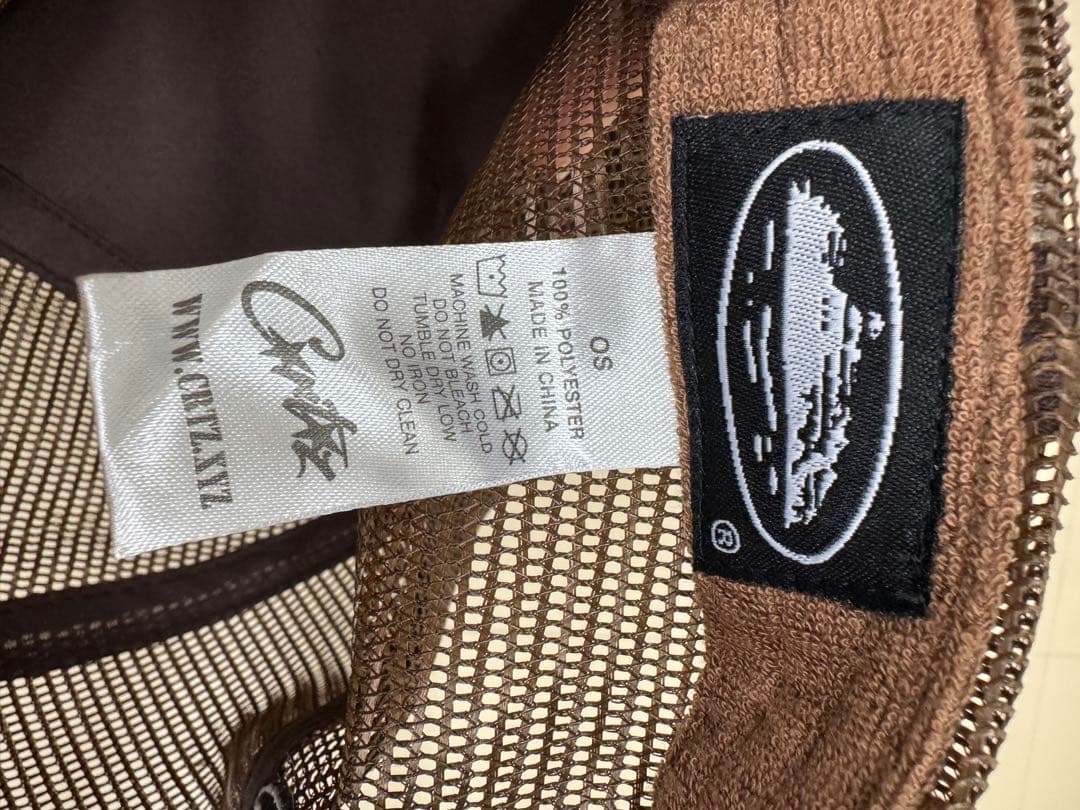 OS
100% POLYESTER
MADE IN CHINA
MACHINE WASH COLD
DO NOT BLEACH
TUMBLE DRY LOW
NO IRON
DO NOT DRY CLEAN
Cortz
WWW.CRTZ.XYZ
®